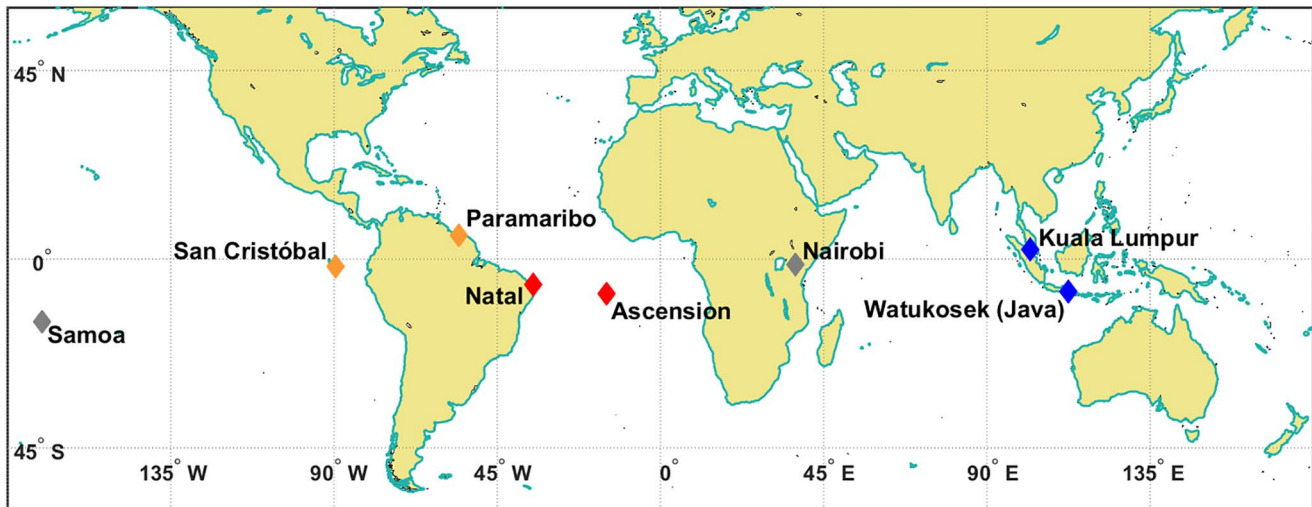 45° N
Paramaribo
San Cristóbal
Kuala Lumpur
Nairobi
0°
Natal
Ascension
Watukosek (Java)
Samoa
45° S
135° W
90° W
45° W
0°
45° E
90° E
135° E